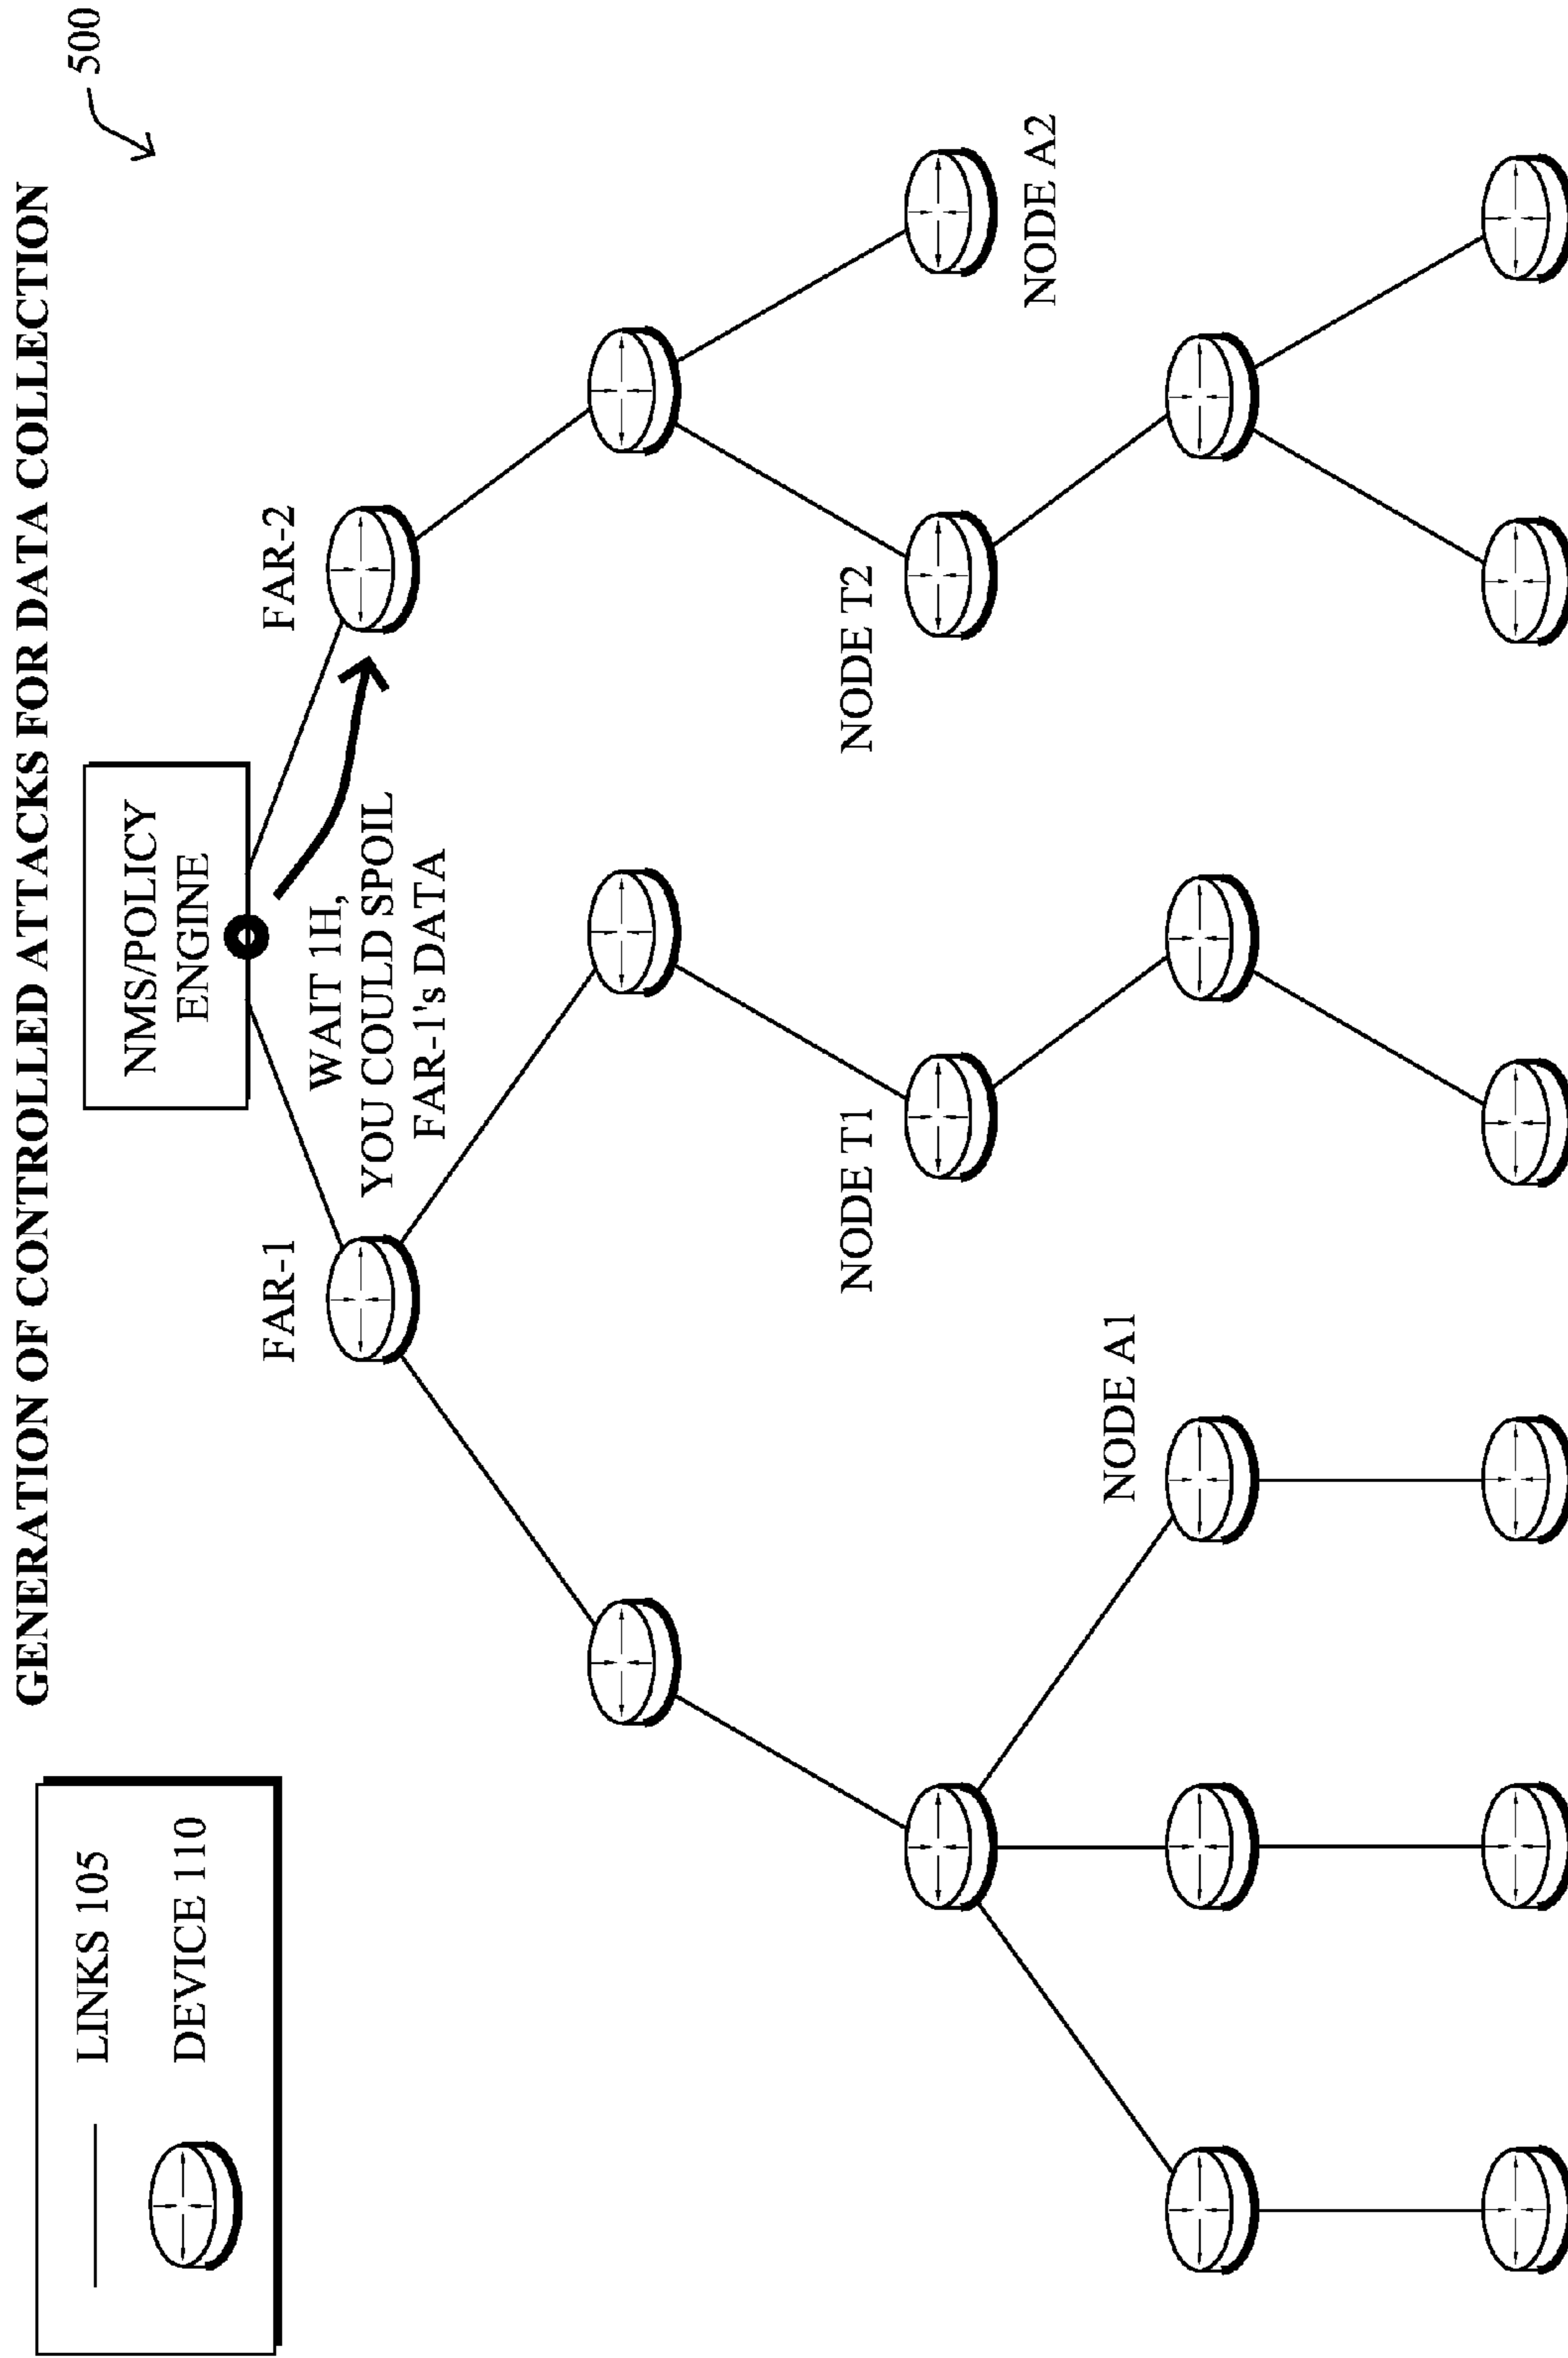 GENERATION OF CONTROLLED ATTACKS FOR DATA COLLECTION
500
LINKS 105
DEVICE 110
NMS/POLICY
ENGINE
FAR-1
FAR-2
WAIT 1H,
YOU COULD SPOIL
FAR-1's DATA
NODE T1
NODE T2
NODE A2
NODE A1